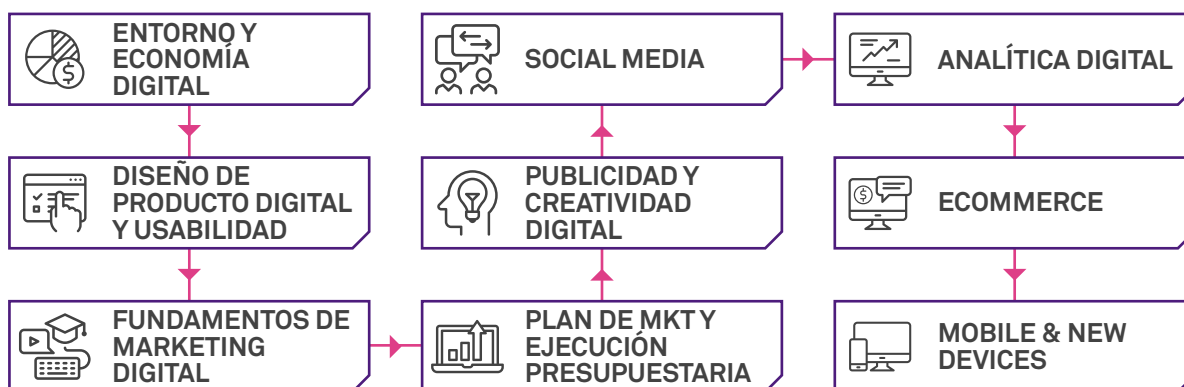 ENTORNO Y
ECONOMÍA
DIGITAL
DISEÑO DE
PRODUCTO DIGITAL
Y USABILIDAD
FUNDAMENTOS DE
MARKETING
DIGITAL
PLAN DE MKT Y
EJECUCIÓN
PRESUPUESTARIA
PUBLICIDAD Y
CREATIVIDAD
DIGITAL
SOCIAL MEDIA
ANALÍTICA DIGITAL
ECOMMERCE
MOBILE & NEW
DEVICES